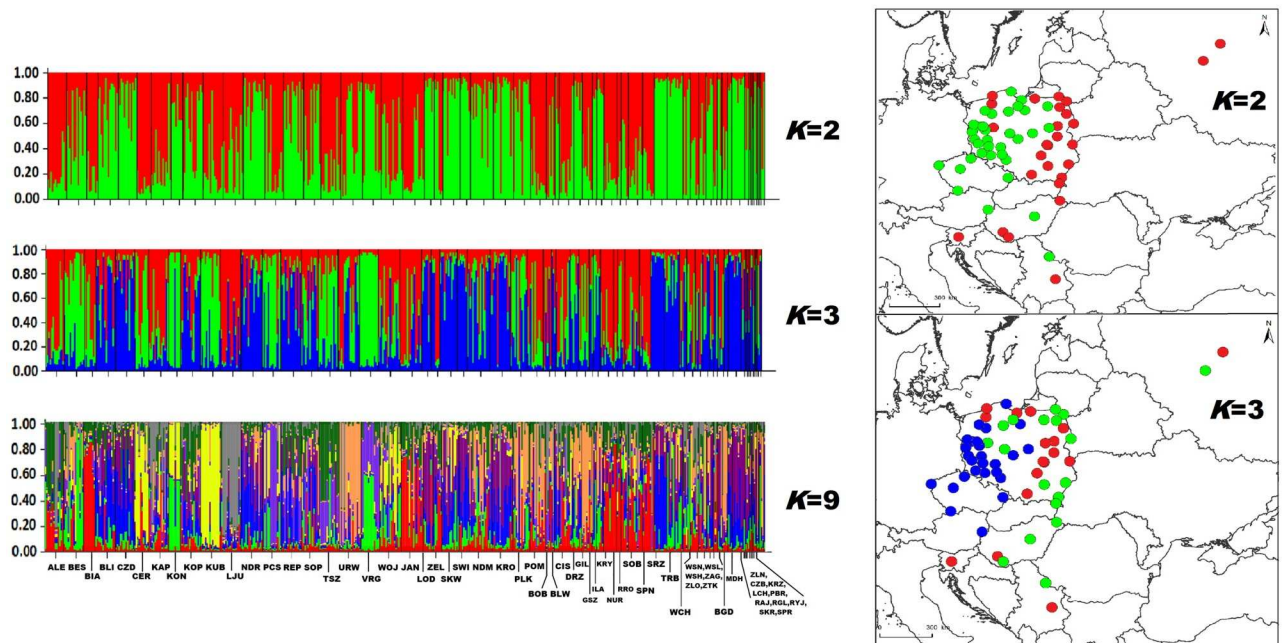 1.00
0.80
0.60
0.40
0.20
0.00
K=2
1.00
0.80
0.60
0.40
0.20
0.00
K=3
1.00
0.80
0.60
0.40
0.20
0.00
K=9
ALE BES BLI CZD KAP KOP KUB NDR PCS REP SOP URW WOJ JAN ZEL SWI NDM KRO POM CIS GIL KRY SOB SRZ WSN,WSL, MDH ZLN,
BIA CER KON LJU TSZ VRG LOD SKW PLK DRZ ILA RRO TRB WSH,ZAG, CZB,KRZ,
BOB BLW GSZ NUR SPN ZLO,ZTK LCH,PBR,
WCH BGD RAJ,RGL,RYJ,
SKR,SPR
N
K=2
300 km
N
K=3
300 km